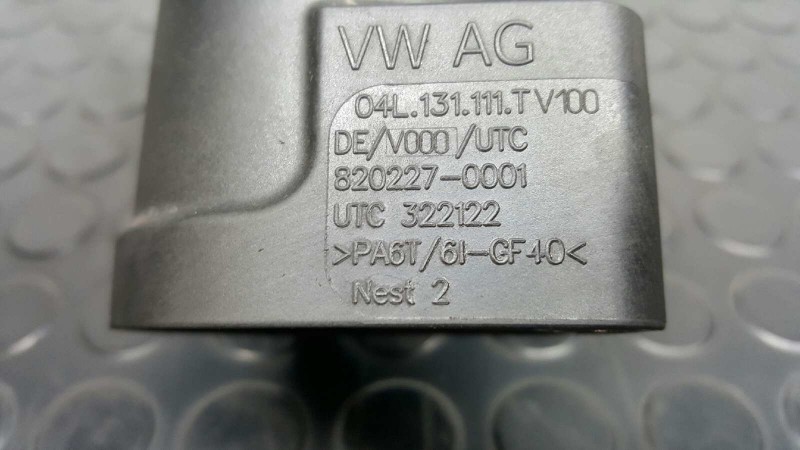 VW AG
04L.131.111.T V100
DE/V000/UTC
820227-0001
UTC 322122
>PA6T/6I-GF40<
Nest 2